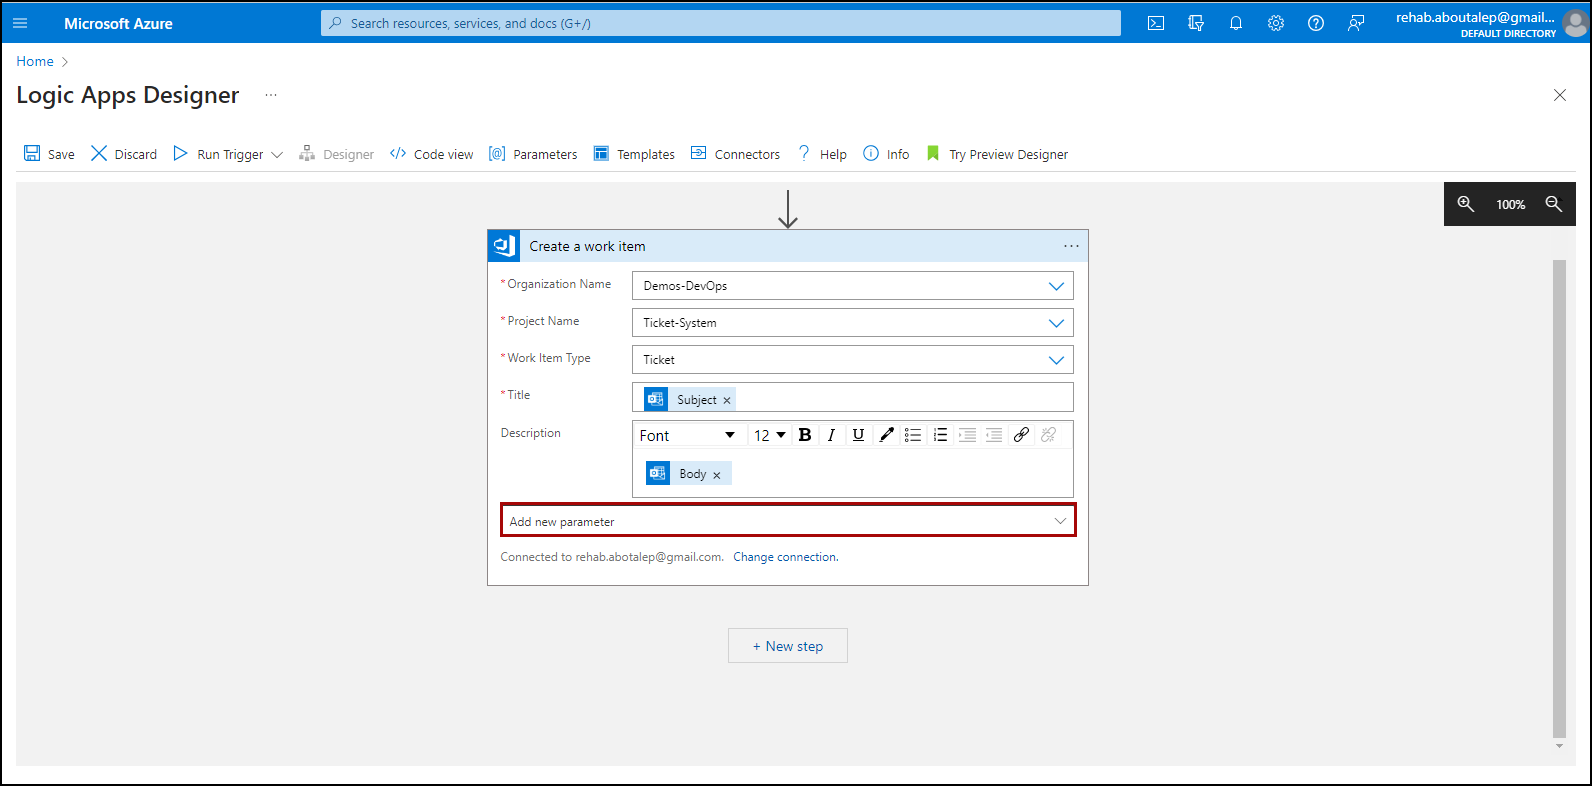 Microsoft Azure
Search resources, services, and docs (G+/)
rehab.aboutalep@gmail...
DEFAULT DIRECTORY
Home
Logic Apps Designer ...
Save Discard Run Trigger Designer Code view Parameters Templates Connectors Help Info Try Preview Designer
100%
Create a work item ...
* Organization Name Demos-DevOps
* Project Name Ticket-System
* Work Item Type Ticket
* Title Subject ×
Description Font 12 B I U
Body ×
Add new parameter
Connected to rehab.abotalep@gmail.com. Change connection.
+ New step